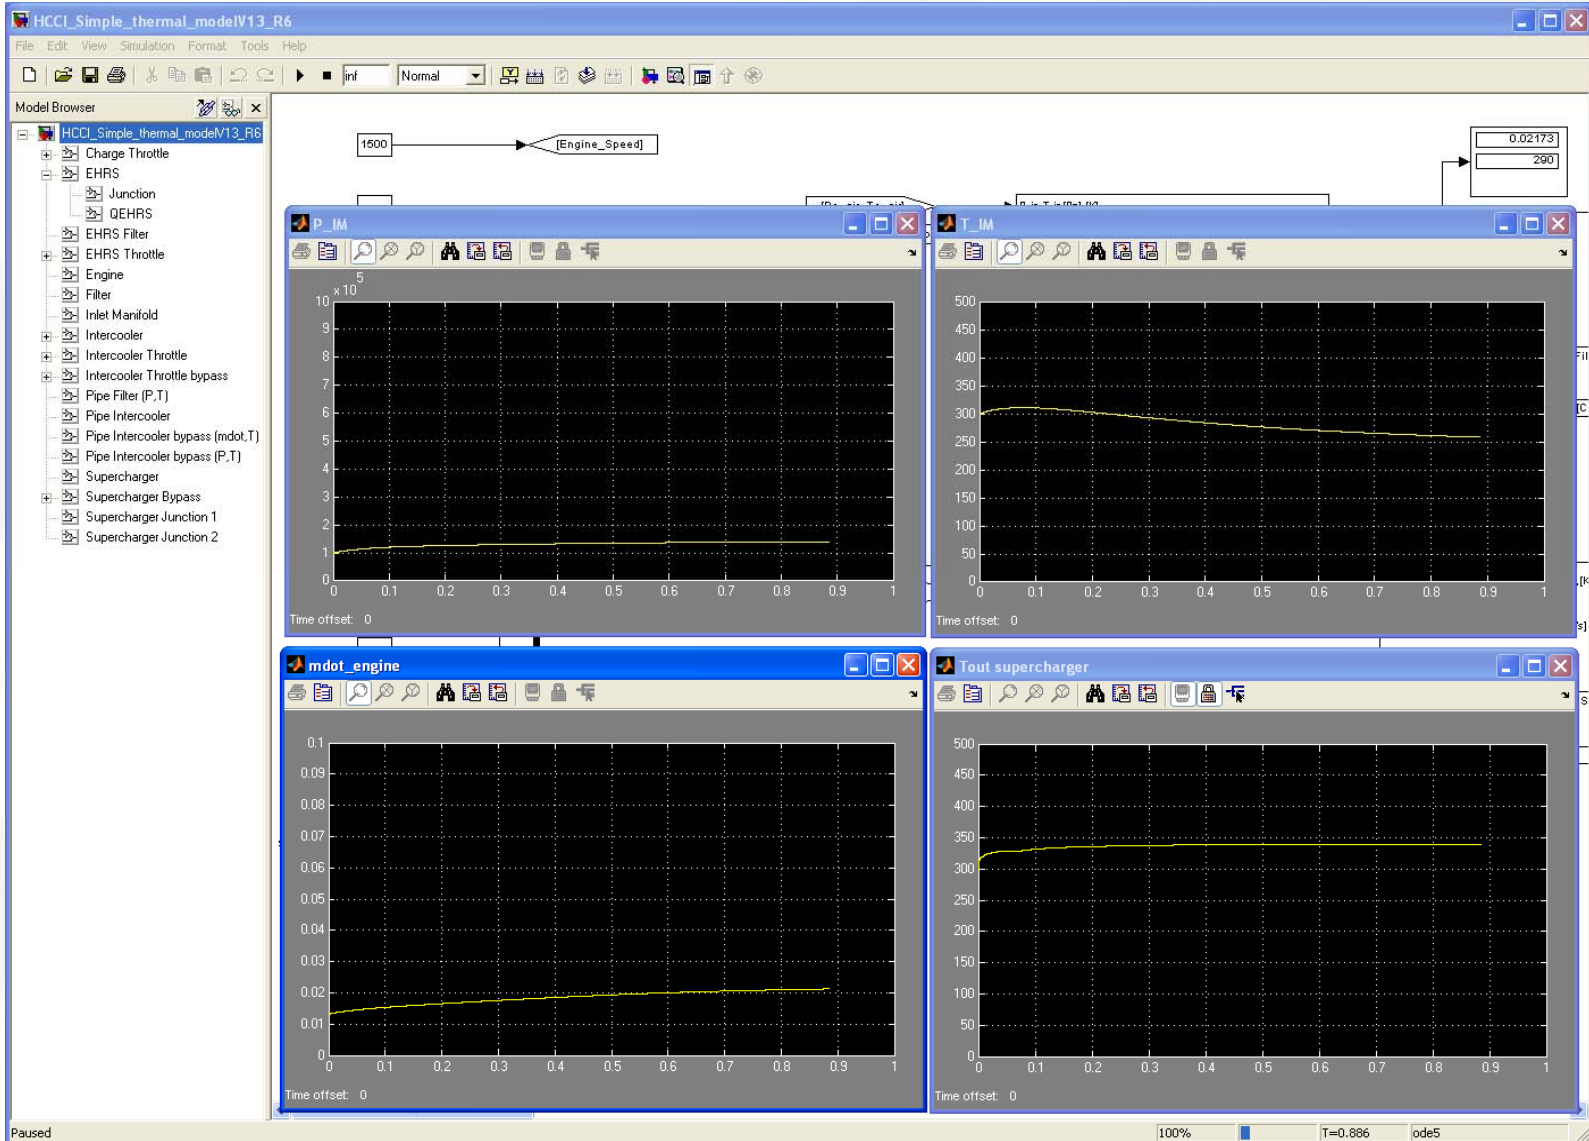 HCCI_Simple_thermal_modelV13_R6
File Edit View Simulation Format Tools Help
inf Normal
Model Browser
HCCI_Simple_thermal_modelV13_R6
Charge Throttle
EHRS
Junction
QEHRS
EHRS Filter
EHRS Throttle
Engine
Filter
Inlet Manifold
Intercooler
Intercooler Throttle
Intercooler Throttle bypass
Pipe Filter (P,T)
Pipe Intercooler
Pipe Intercooler bypass (mdot,T)
Pipe Intercooler bypass (P,T)
Supercharger
Supercharger Bypass
Supercharger Junction 1
Supercharger Junction 2
1500 [Engine_Speed]
0.02173
290
P_IM
x 10^5
10
9
8
7
6
5
4
3
2
1
0
0 0.1 0.2 0.3 0.4 0.5 0.6 0.7 0.8 0.9 1
Time offset: 0
T_IM
500
450
400
350
300
250
200
150
100
50
0
0 0.1 0.2 0.3 0.4 0.5 0.6 0.7 0.8 0.9 1
Time offset: 0
mdot_engine
0.1
0.09
0.08
0.07
0.06
0.05
0.04
0.03
0.02
0.01
0
0 0.1 0.2 0.3 0.4 0.5 0.6 0.7 0.8 0.9 1
Time offset: 0
Tout supercharger
500
450
400
350
300
250
200
150
100
50
0
0 0.1 0.2 0.3 0.4 0.5 0.6 0.7 0.8 0.9 1
Time offset: 0
Paused 100% T=0.886 ode5